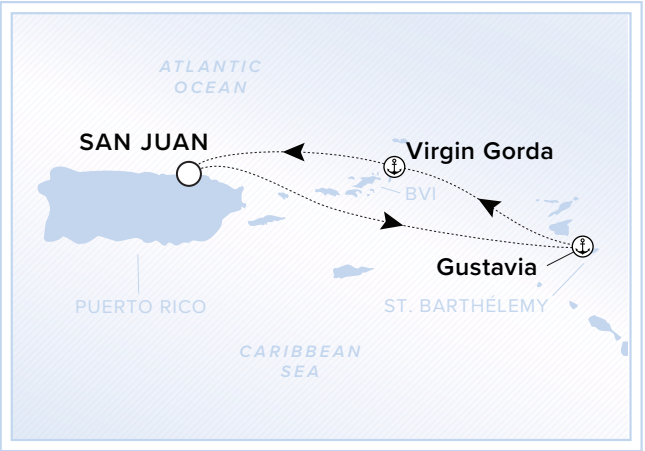 ATLANTIC
OCEAN
SAN JUAN
Virgin Gorda
BVI
Gustavia
PUERTO RICO
ST. BARTHÉLEMY
CARIBBEAN
SEA